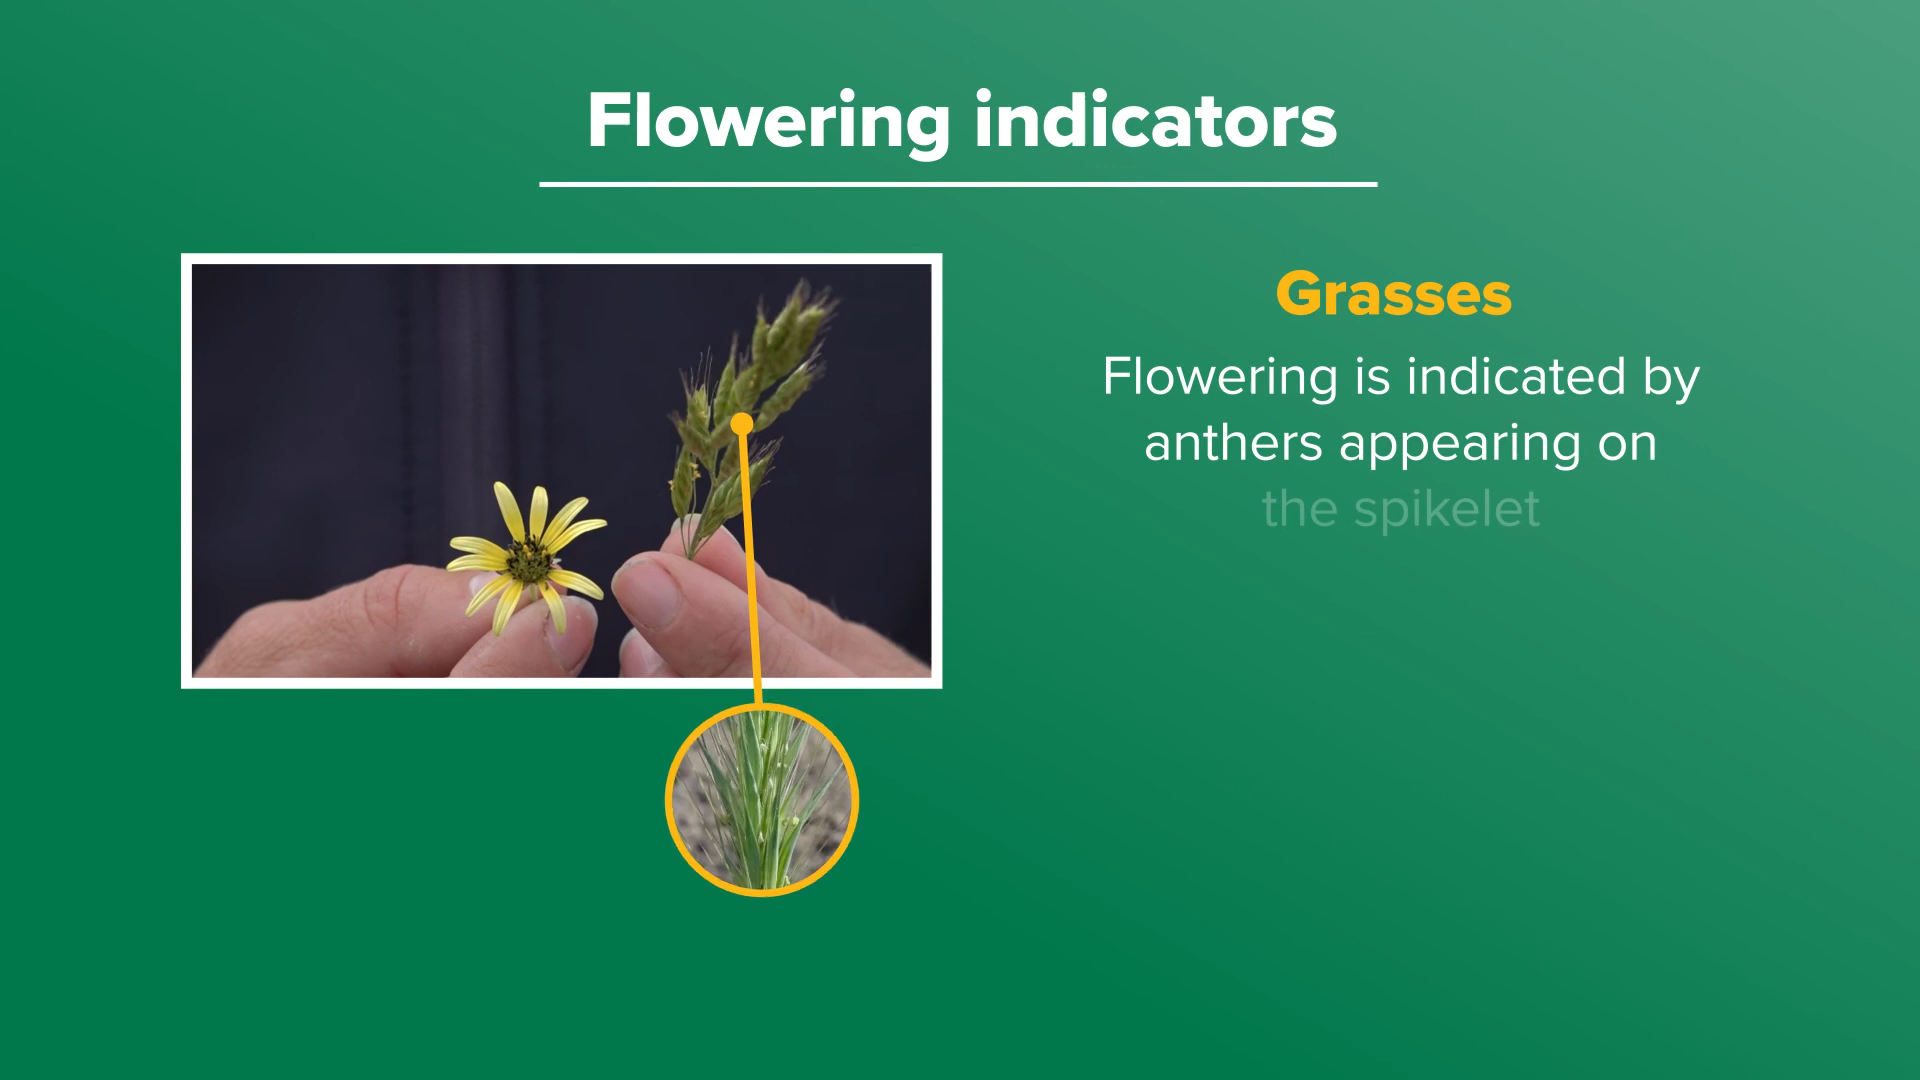 Flowering indicators
Grasses
Flowering is indicated by
anthers appearing on
the spikelet